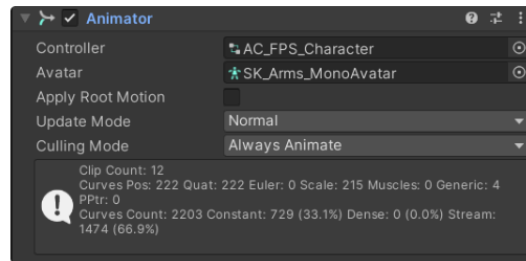 Animator
Controller AC_FPS_Character
Avatar SK_Arms_MonoAvatar
Apply Root Motion
Update Mode Normal
Culling Mode Always Animate
Clip Count: 12
Curves Pos: 222 Quat: 222 Euler: 0 Scale: 215 Muscles: 0 Generic: 4
PPtr: 0
Curves Count: 2203 Constant: 729 (33.1%) Dense: 0 (0.0%) Stream:
1474 (66.9%)